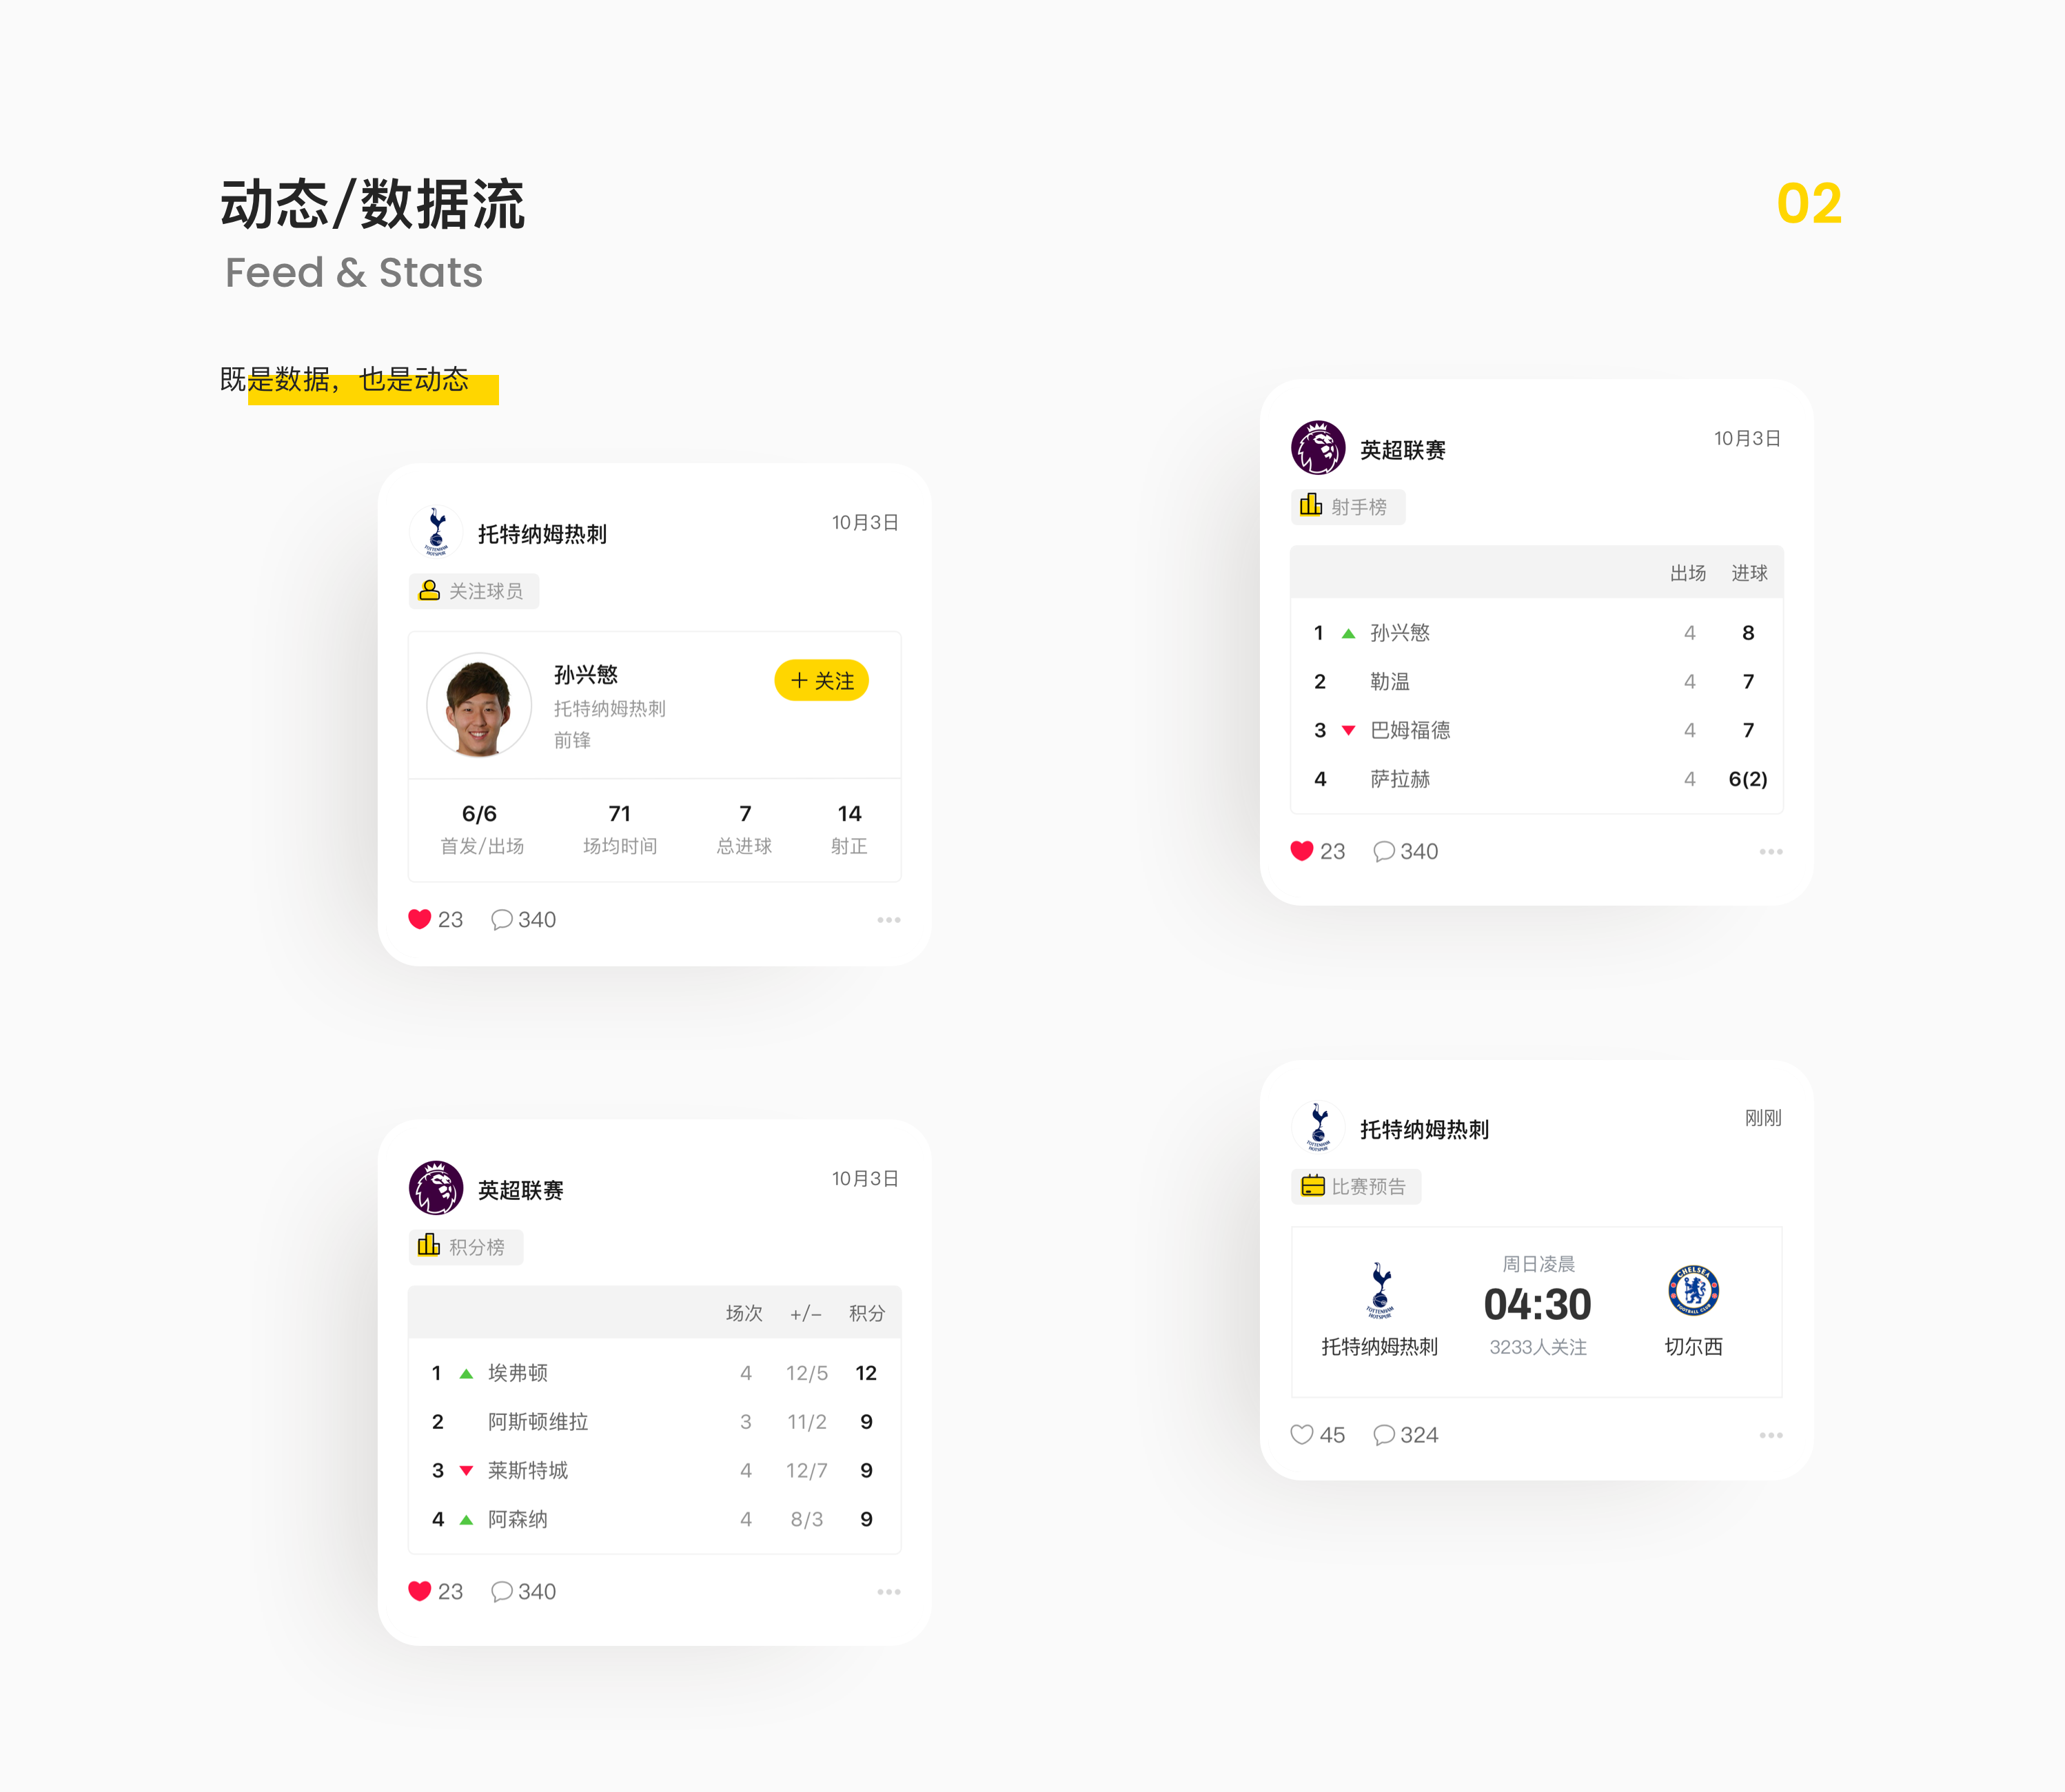 动态/数据流
02
Feed & Stats
既是数据，也是动态
托特纳姆热刺
10月3日
TOTTENHAM
HOTSPUR
关注球员
孙兴慜
+ 关注
托特纳姆热刺
前锋
6/6 71 7 14
首发/出场 场均时间 总进球 射正
23 340
英超联赛
10月3日
射手榜
出场 进球
1 孙兴慜 4 8
2 勒温 4 7
3 巴姆福德 4 7
4 萨拉赫 4 6(2)
23 340
英超联赛
10月3日
积分榜
场次 +/- 积分
1 埃弗顿 4 12/5 12
2 阿斯顿维拉 3 11/2 9
3 莱斯特城 4 12/7 9
4 阿森纳 4 8/3 9
23 340
托特纳姆热刺
刚刚
TOTTENHAM
HOTSPUR
比赛预告
周日凌晨
04:30
3233人关注
TOTTENHAM
HOTSPUR
托特纳姆热刺
CHELSEA
FOOTBALL CLUB
切尔西
45 324